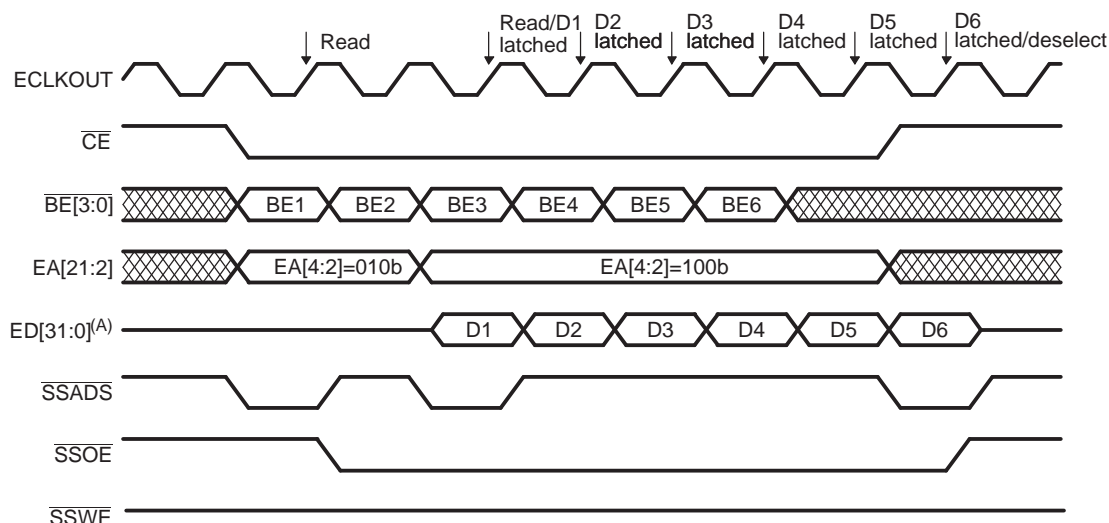 Read
Read/D1
latched
D2
latched
D3
latched
D4
latched
D5
latched
D6
latched/deselect
ECLKOUT
CE
BE[3:0]
BE1 BE2 BE3 BE4 BE5 BE6
EA[21:2]
EA[4:2]=010b EA[4:2]=100b
ED[31:0](A)
D1 D2 D3 D4 D5 D6
SSADS
SSOE
SSWE